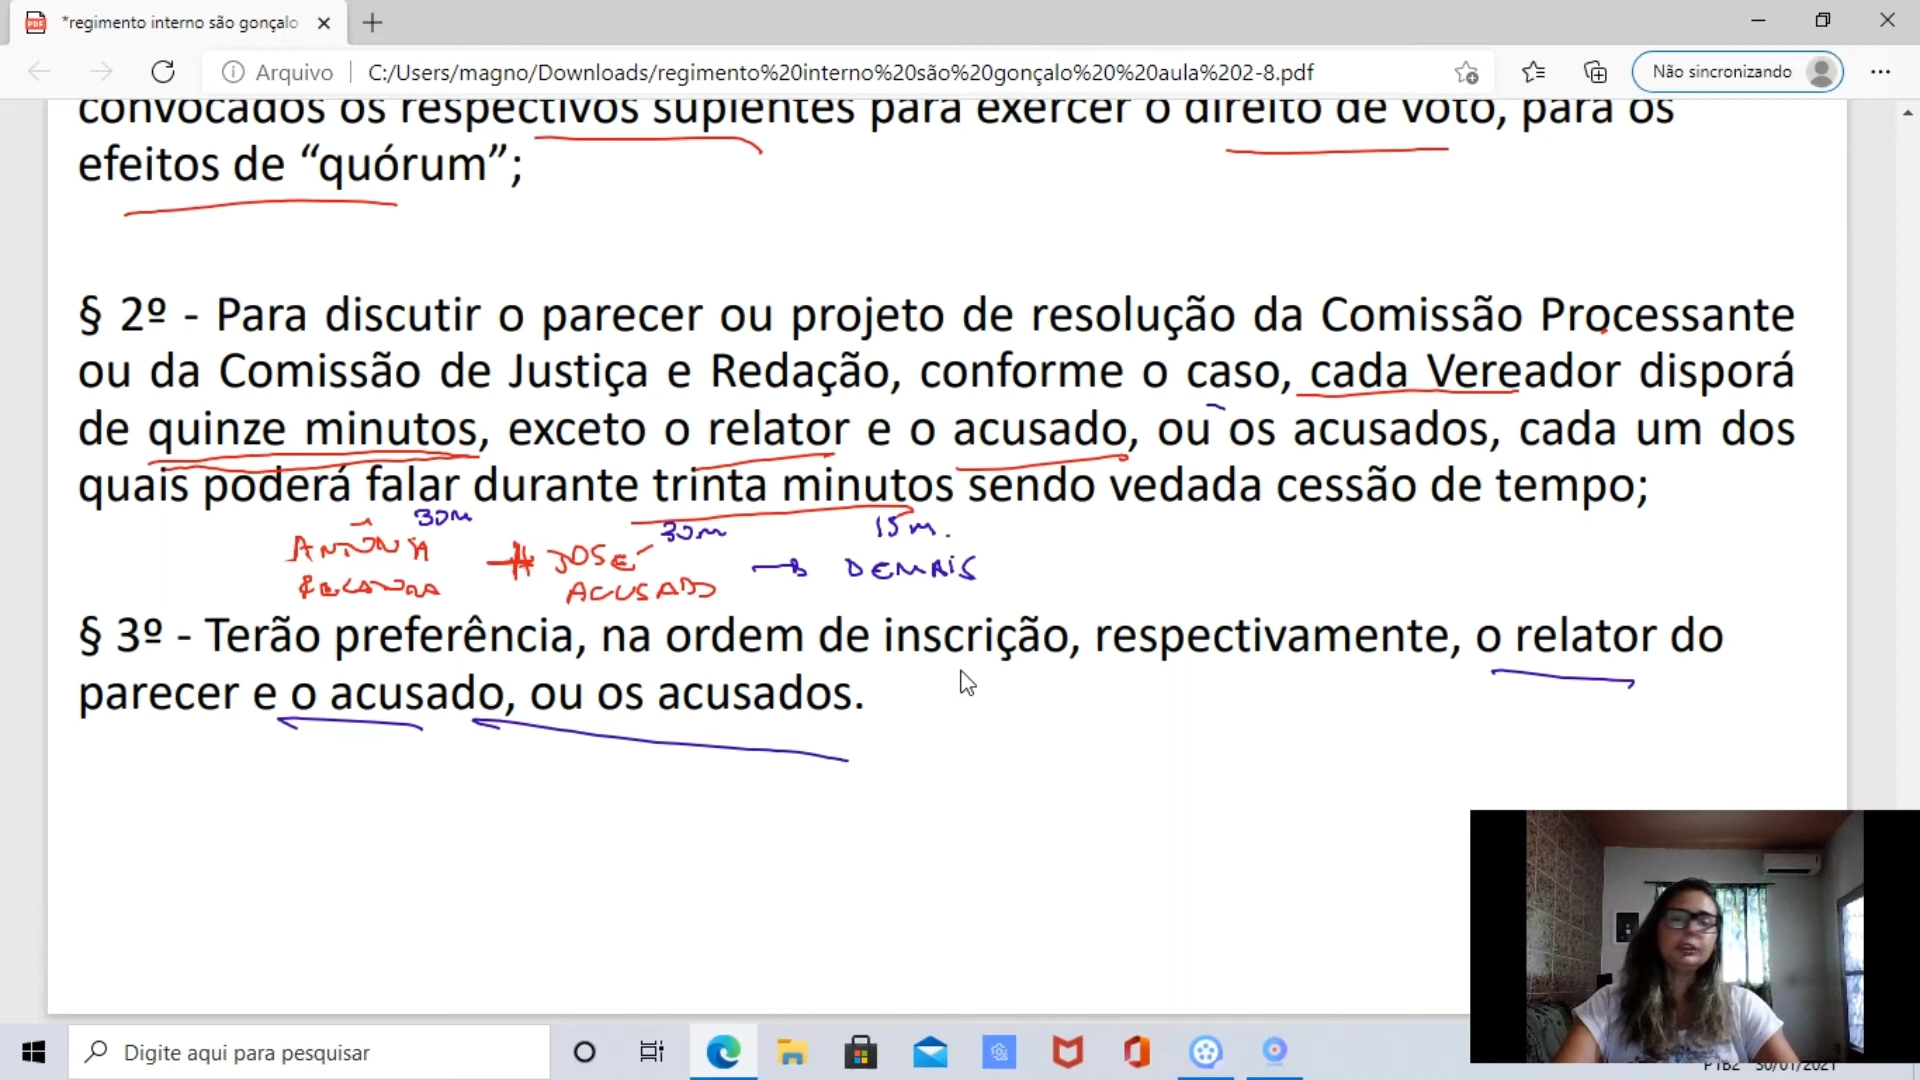 *regimento interno são gonçalo
Arquivo
C:/Users/magno/Downloads/regimento%20interno%20são%20gonçalo%20%20aula%202-8.pdf
Não sincronizando
convocados os respectivos suplentes para exercer o direito de voto, para os
efeitos de “quórum”;
§ 2º - Para discutir o parecer ou projeto de resolução da Comissão Processante
ou da Comissão de Justiça e Redação, conforme o caso, cada Vereador disporá
de quinze minutos, exceto o relator e o acusado, ou os acusados, cada um dos
quais poderá falar durante trinta minutos sendo vedada cessão de tempo;
30m 30m 15m.
ANTÔNIA JOSÉ DEMAIS
RELATORA ACUSADO
§ 3º - Terão preferência, na ordem de inscrição, respectivamente, o relator do
parecer e o acusado, ou os acusados.
Digite aqui para pesquisar
PTB2 30/01/2021